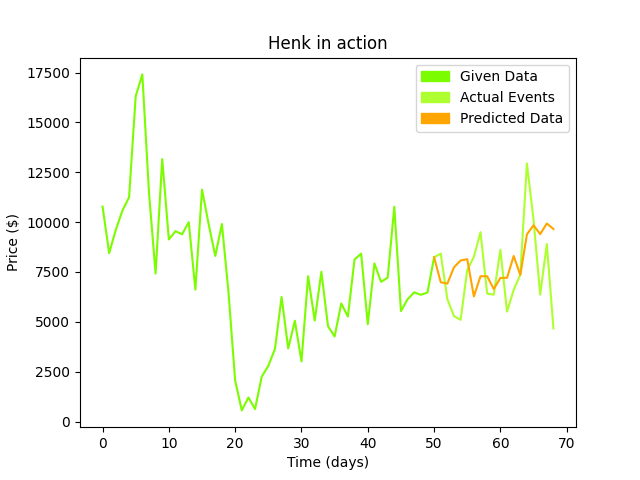 Henk in action
Given Data
Actual Events
Predicted Data
Price ($)
17500
15000
12500
10000
7500
5000
2500
0
0 10 20 30 40 50 60 70
Time (days)